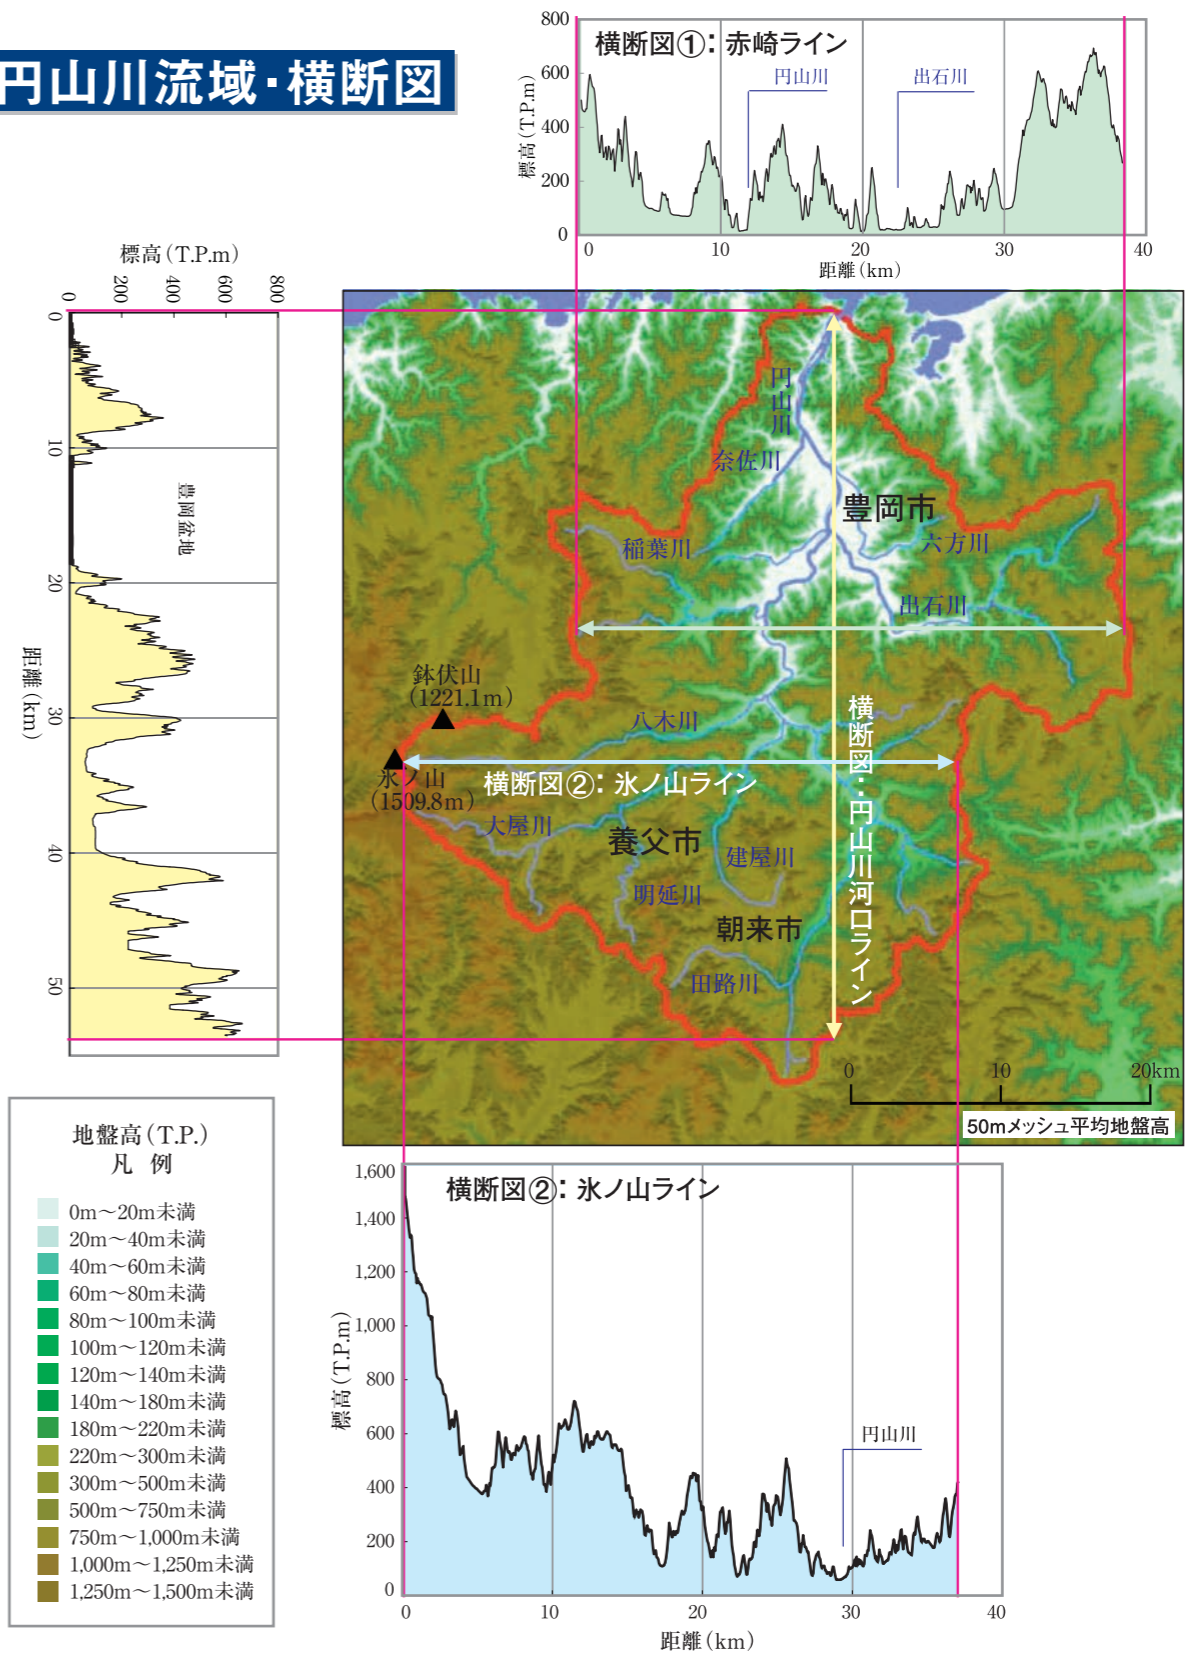 円山川流域・横断図
横断図①：赤崎ライン
標高（T.P.m）
800
600
400
200
0
円山川
出石川
0
10
20
30
40
距離（km）
標高（T.P.m）
0
200
400
600
800
0
10
20
30
40
50
豊岡盆地
距離（km）
円山川
奈佐川
豊岡市
稲葉川
六方川
出石川
鉢伏山
（1221.1m）
八木川
氷ノ山
（1509.8m）
横断図②：氷ノ山ライン
横断図：円山川河口ライン
大屋川
養父市
建屋川
明延川
朝来市
田路川
0
10
20km
50mメッシュ平均地盤高
地盤高（T.P.）
凡 例
0m～20m未満
20m～40m未満
40m～60m未満
60m～80m未満
80m～100m未満
100m～120m未満
120m～140m未満
140m～180m未満
180m～220m未満
220m～300m未満
300m～500m未満
500m～750m未満
750m～1,000m未満
1,000m～1,250m未満
1,250m～1,500m未満
横断図②：氷ノ山ライン
標高（T.P.m）
1,600
1,400
1,200
1,000
800
600
400
200
0
円山川
0
10
20
30
40
距離（km）